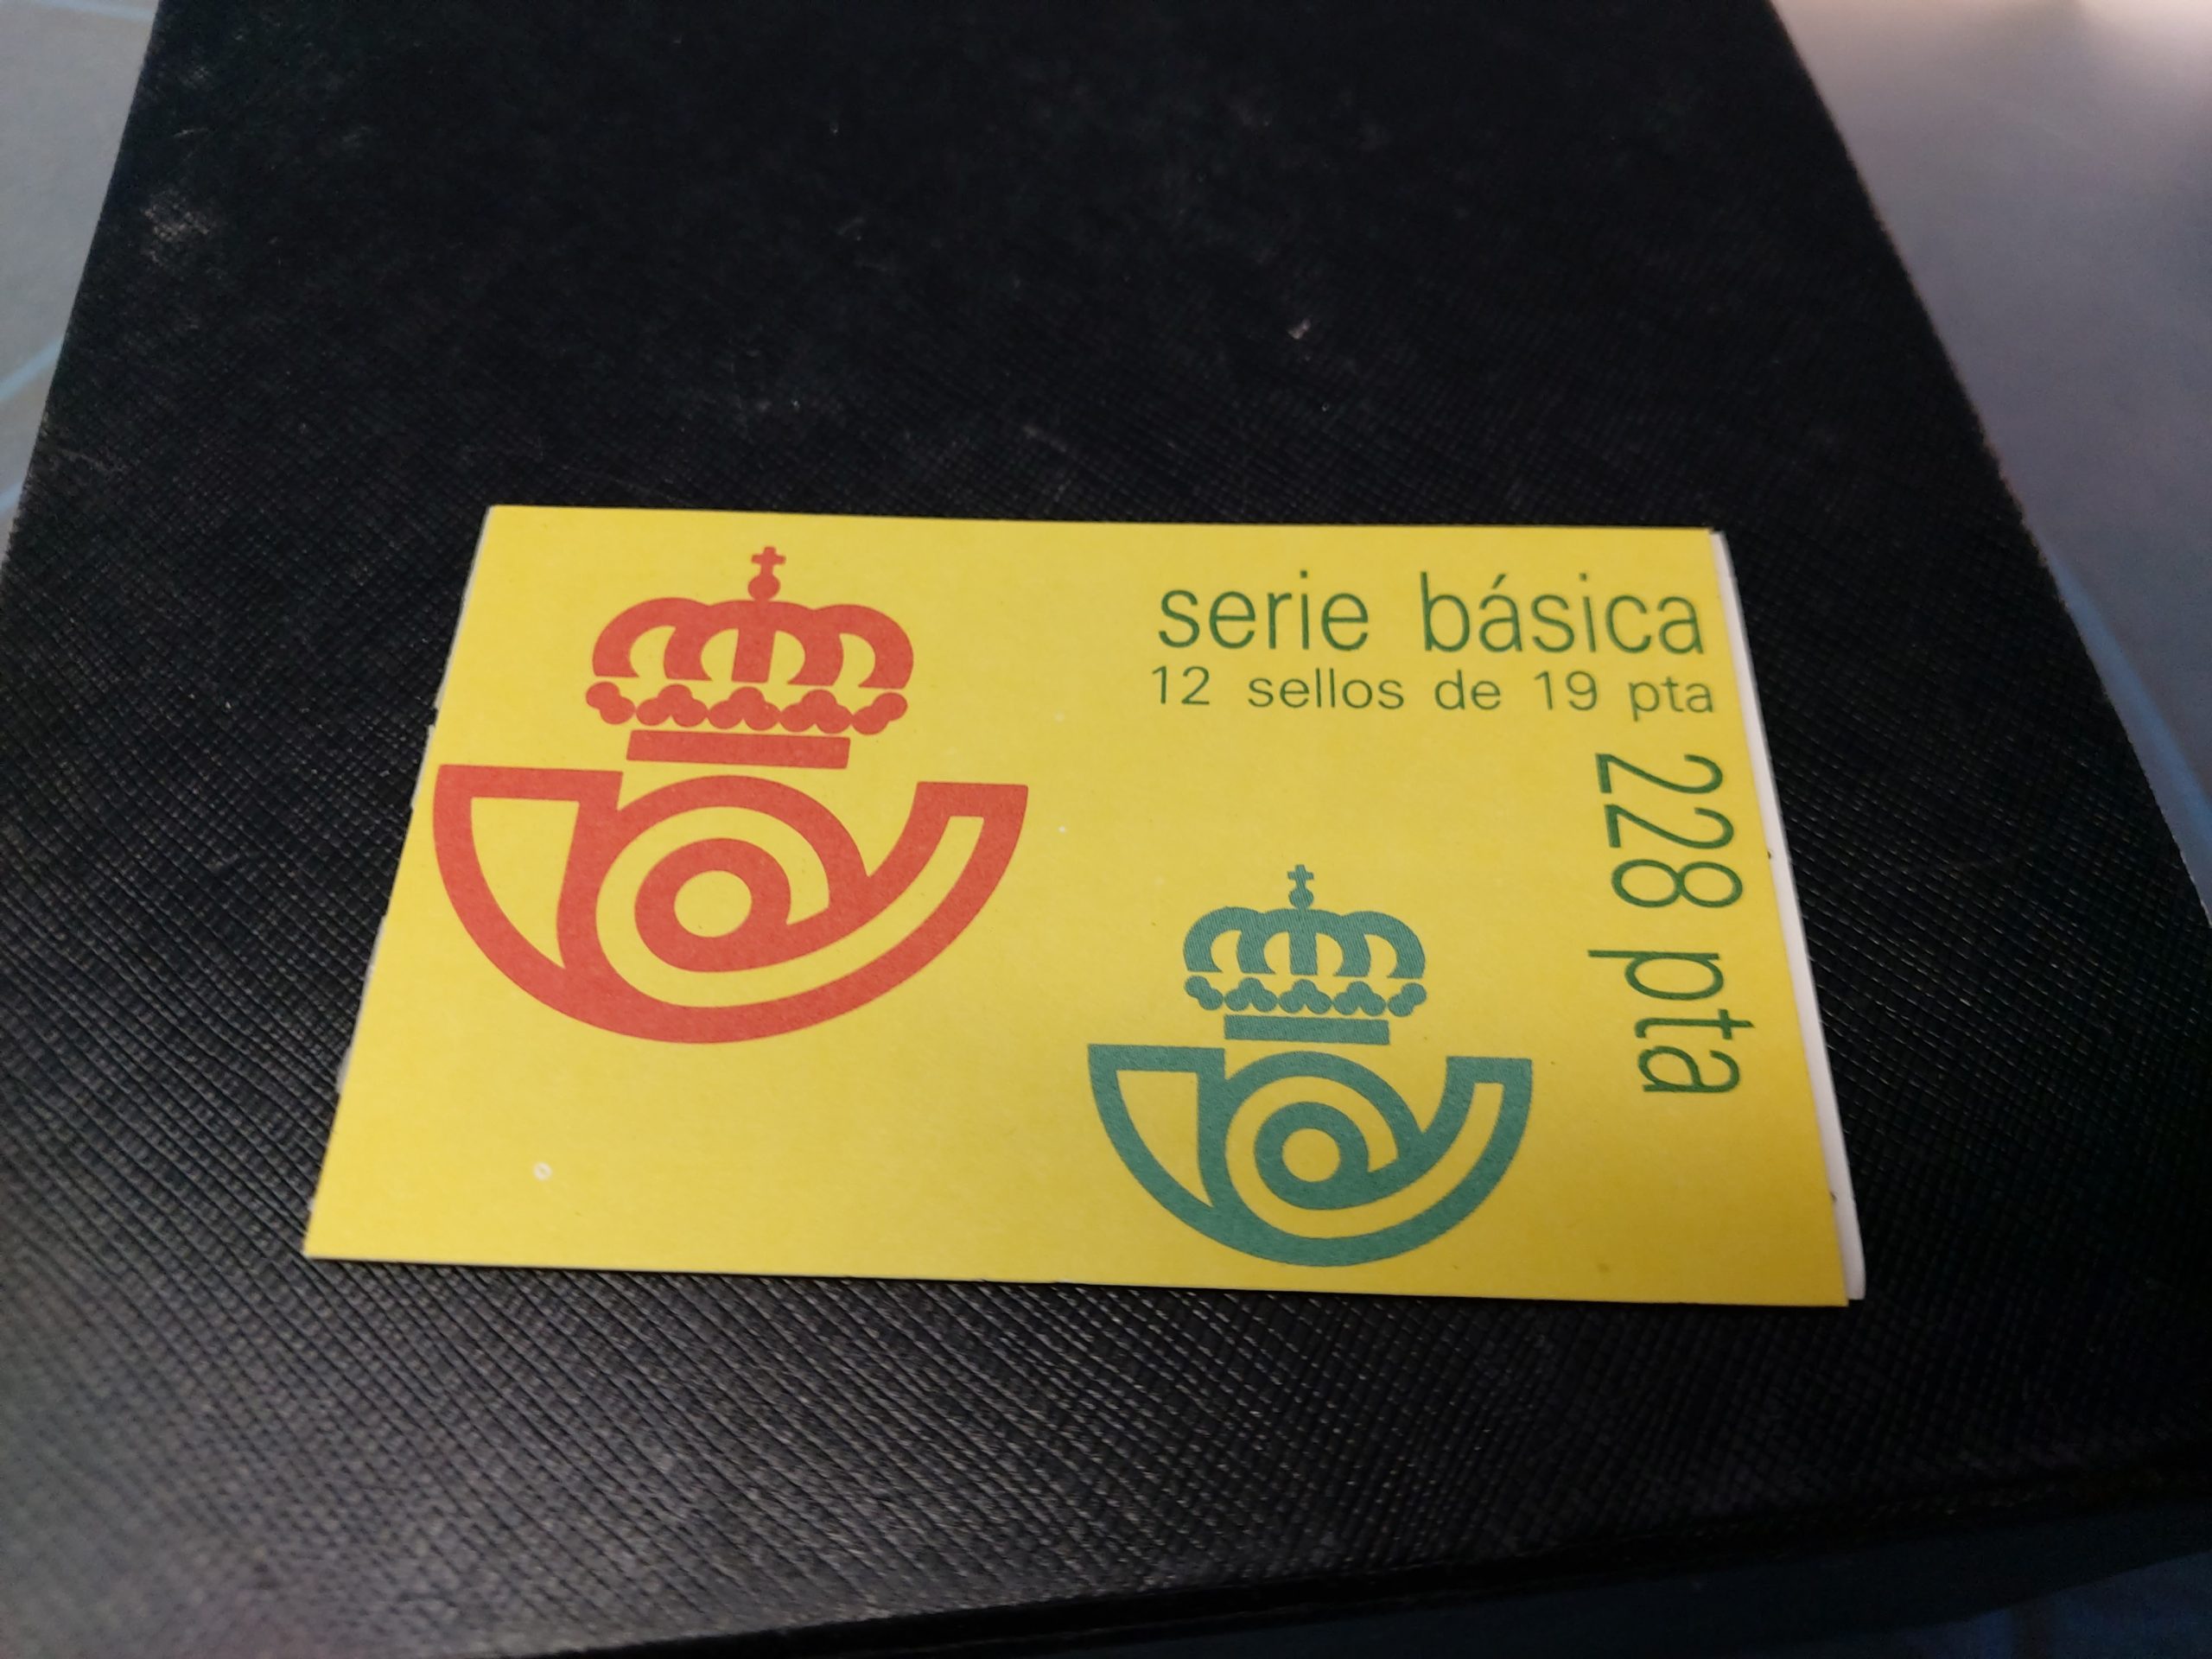 serie básica
12 sellos de 19 pta
228 pta